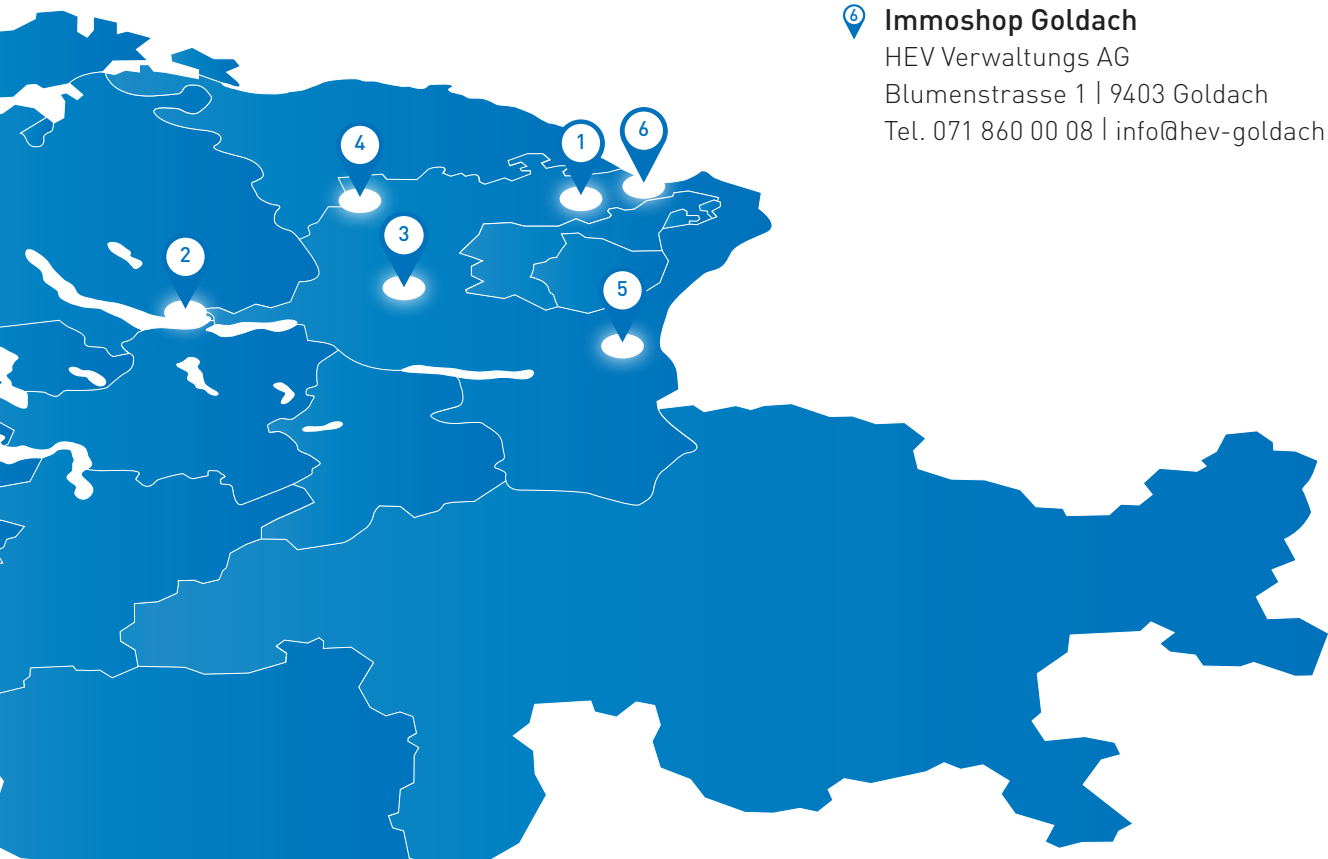 6 Immoshop Goldach
HEV Verwaltungs AG
Blumenstrasse 1 | 9403 Goldach
Tel. 071 860 00 08 | info@hev-goldach
6
1
4
3
2
5